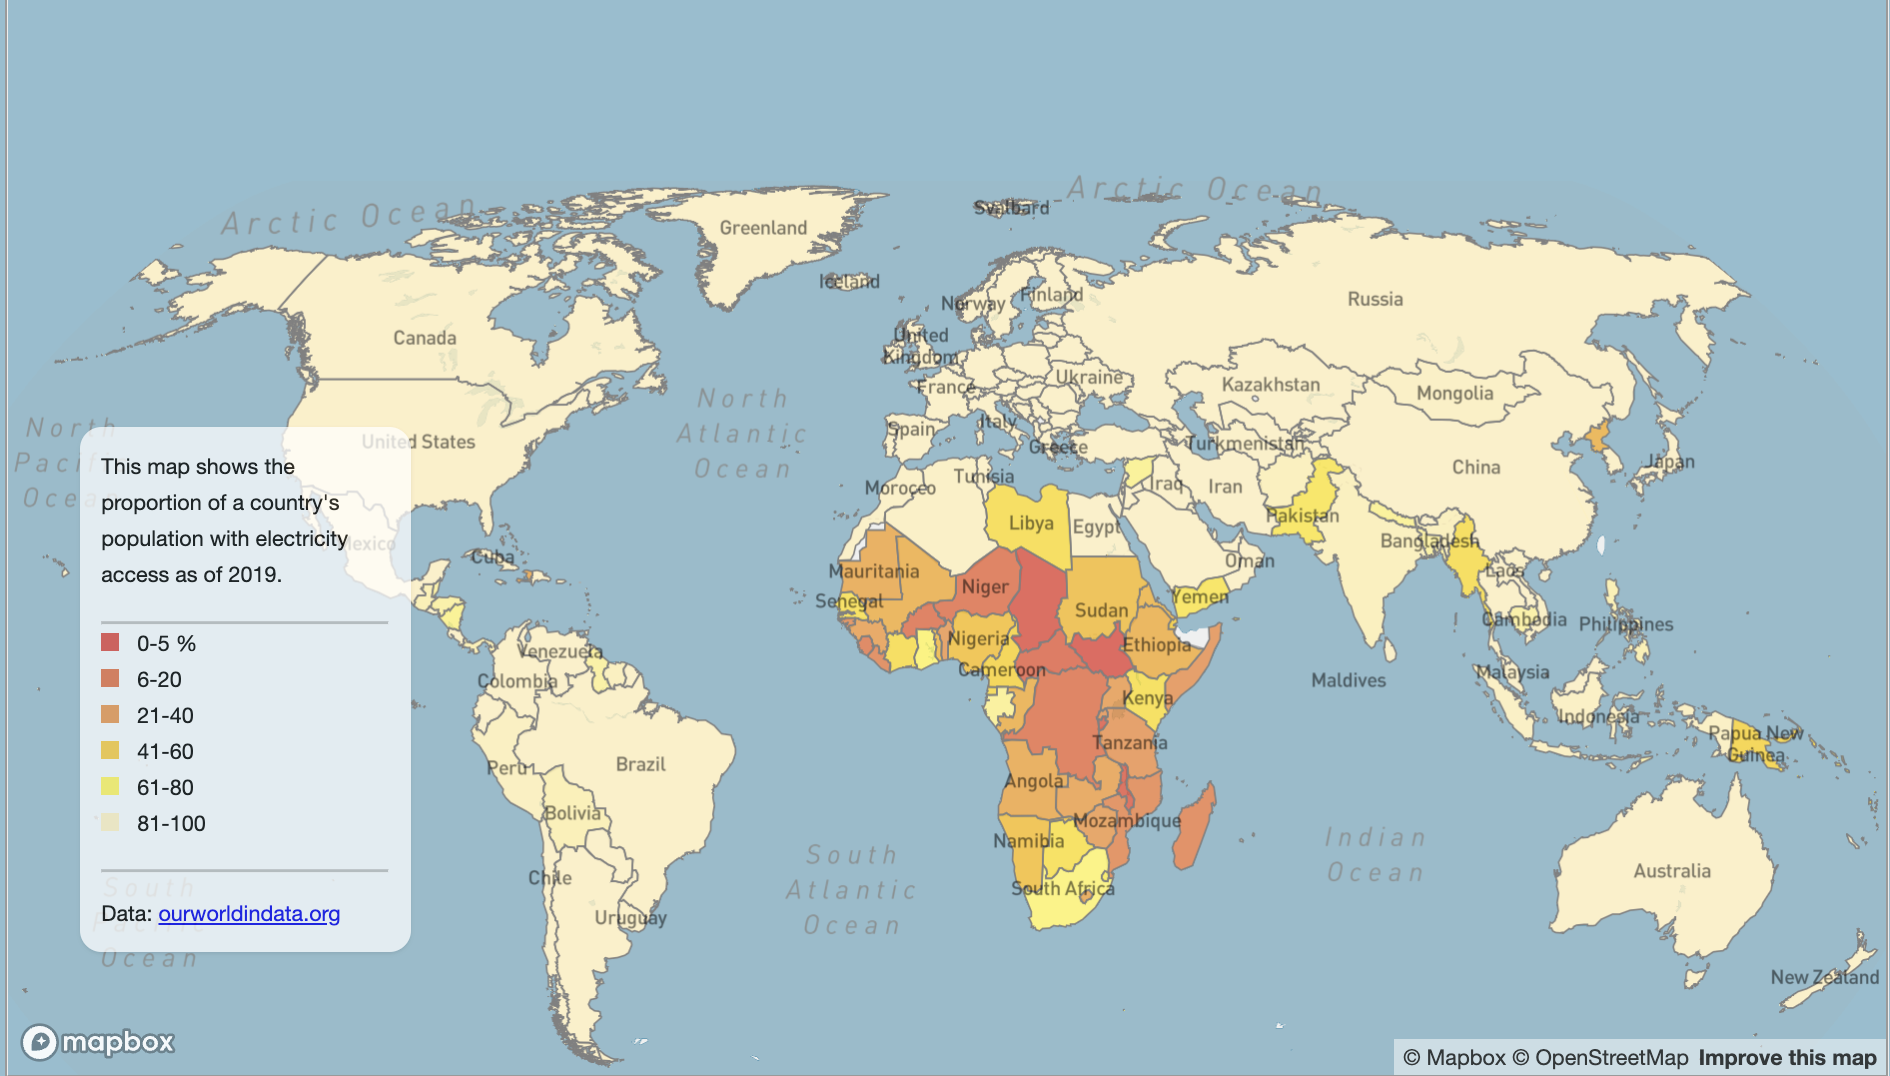 Arctic Ocean
Arctic Ocean
Svalbard
Greenland
Iceland
Norway
Finland
Russia
United
Kingdom
Canada
Ukraine
France
Kazakhstan
Mongolia
North
Atlantic
Ocean
Italy
Spain
Greece
Turkmenistan
United States
North
Pacif
Ocea
China
Japan
Tunisia
Morocco
Iraq
Iran
Pakistan
Libya
Egypt
Bangladesh
Mexico
Cuba
Oman
Laos
Mauritania
Niger
Senegal
Sudan
Yemen
Cambodia
Philippines
Nigeria
Ethiopia
Venezuela
Cameroon
Colombia
Malaysia
Maldives
Kenya
Indonesia
Papua New
Guinea
Tanzania
Brazil
Peru
Angola
Bolivia
Mozambique
Namibia
South
Atlantic
Ocean
Indian
Ocean
Australia
Chile
South Africa
Uruguay
New Zealand
This map shows the
proportion of a country's
population with electricity
access as of 2019.
0-5 %
6-20
21-40
41-60
61-80
81-100
South
Pacific
Ocean
Data: ourworldindata.org
mapbox
© Mapbox © OpenStreetMap Improve this map